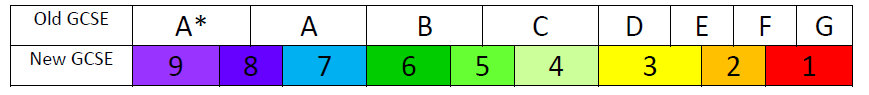 Old GCSE A* A B C D E F G
New GCSE 9 8 7 6 5 4 3 2 1